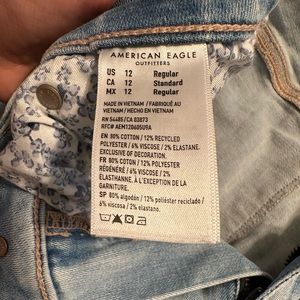 AMERICAN EAGLE
OUTFITTERS
US 12 Regular
CA 12 Standard
MX 12 Regular
MADE IN VIETNAM / FABRIQUÉ AU
VIETNAM / HECHO EN VIETNAM
RN 54485/CA 03873
RFC# AEM120605U9A
EN 80% COTTON / 12% RECYCLED
POLYESTER / 6% VISCOSE / 2% ELASTANE.
EXCLUSIVE OF DECORATION.
FR 80% COTON / 12% POLYESTER
RÉGÉNÉRÉ / 6% VISCOSE / 2%
ÉLASTHANNE. À L'EXCEPTION DE LA
GARNITURE.
SP 80% algodón / 12% poliéster reciclado /
6% viscosa / 2% elastano.